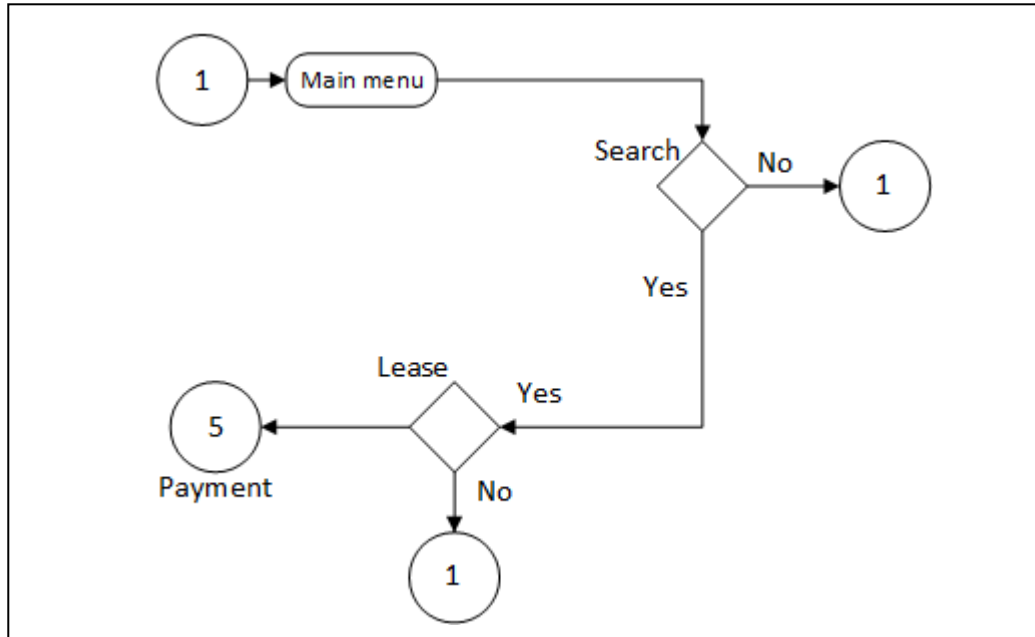 1
Main menu
Search
No
1
Yes
Lease
Yes
5
Payment
No
1